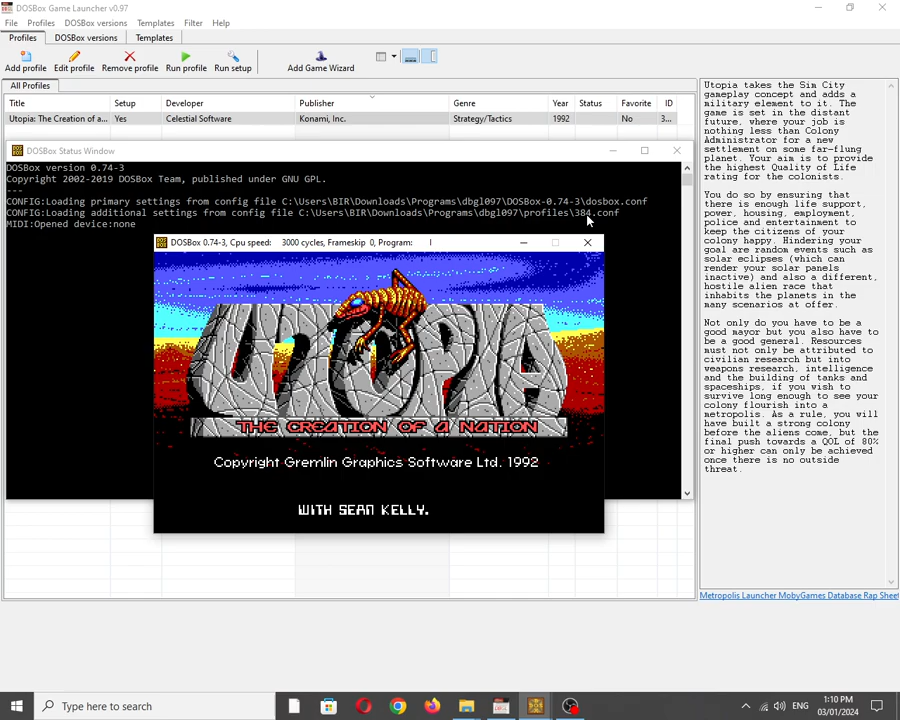 DOSBox Game Launcher v0.97
File Profiles DOSBox versions Templates Filter Help
Profiles DOSBox versions Templates
Add profile Edit profile Remove profile Run profile Run setup Add Game Wizard
All Profiles
Title Setup Developer Publisher Genre Year Status Favorite ID
Utopia: The Creation of a... Yes Celestial Software Konami, Inc. Strategy/Tactics 1992 No 3...
DOSBox Status Window
DOSBox version 0.74-3
Copyright 2002-2019 DOSBox Team, published under GNU GPL.
---
CONFIG:Loading primary settings from config file C:\Users\BIR\Downloads\Programs\dbgl097\DOSBox-0.74-3\dosbox.conf
CONFIG:Loading additional settings from config file C:\Users\BIR\Downloads\Programs\dbgl097\profiles\384.conf
MIDI:Opened device:none
DOSBox 0.74-3, Cpu speed: 3000 cycles, Frameskip 0, Program: I
UTOPIA
THE CREATION OF A NATION
Copyright Gremlin Graphics Software Ltd. 1992
WITH SEAN KELLY.
Utopia takes the Sim City
gameplay concept and adds a
military element to it. The
game is set in the distant
future, where your job is
nothing less than Colony
Administrator for a new
settlement on some far-flung
planet. Your aim is to provide
the highest Quality of Life
rating for the colonists.
You do so by ensuring that
there is enough life support,
power, housing, employment,
police and entertainment to
keep the citizens of your
colony happy. Hindering your
goal are random events such as
solar eclipses (which can
render your solar panels
inactive) and also a different,
hostile alien race that
inhabits the planets in the
many scenarios at offer.
Not only do you have to be a
good mayor but you also have to
be a good general. Resources
must not only be attributed to
civilian research but into
weapons research, intelligence
and the building of tanks and
spaceships, if you wish to
survive long enough to see your
colony flourish into a
metropolis. As a rule, you will
have built a strong colony
before the aliens come, but the
final push towards a QOL of 80%
or higher can only be achieved
once there is no outside
threat.
Metropolis Launcher MobyGames Database Rap Sheet
Type here to search
ENG
1:10 PM
03/01/2024